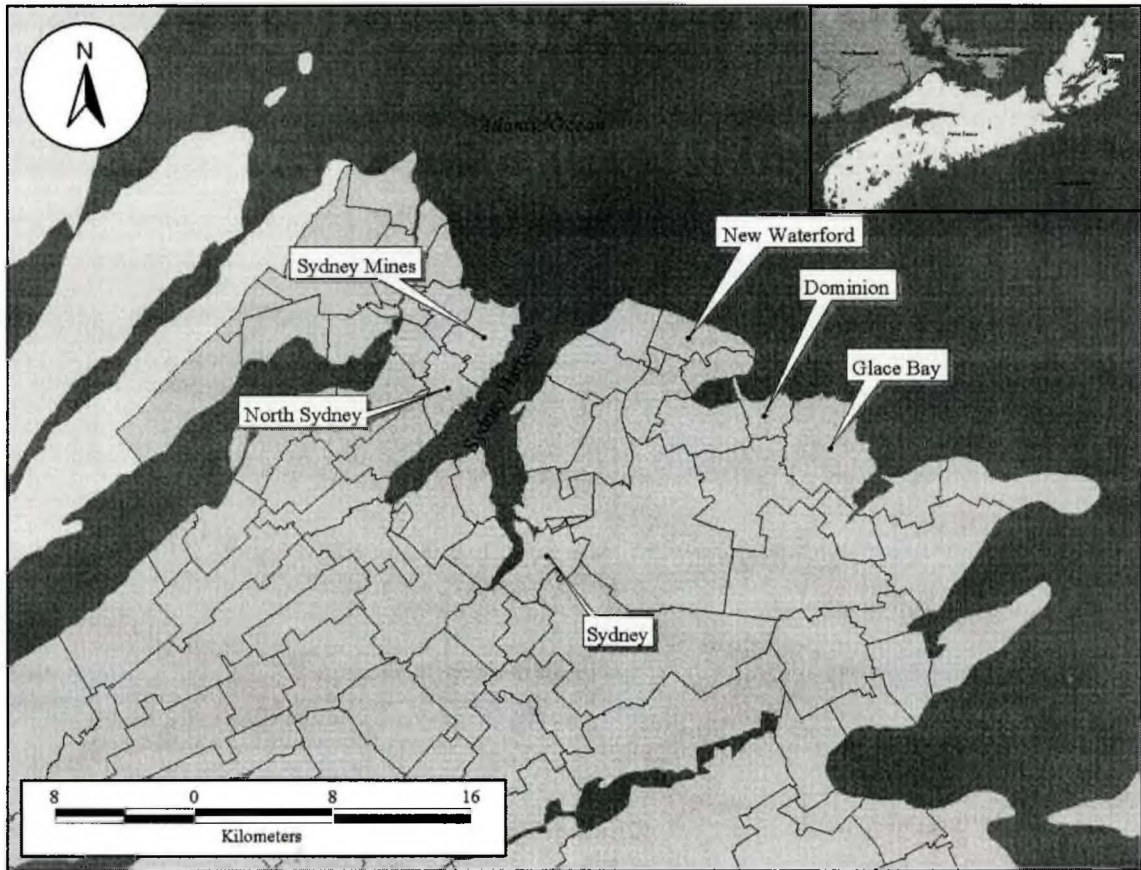 N
Atlantic Ocean
New Waterford
Sydney Mines
Dominion
Glace Bay
North Sydney
Sydney Harbour
Sydney
8 0 8 16
Kilometers